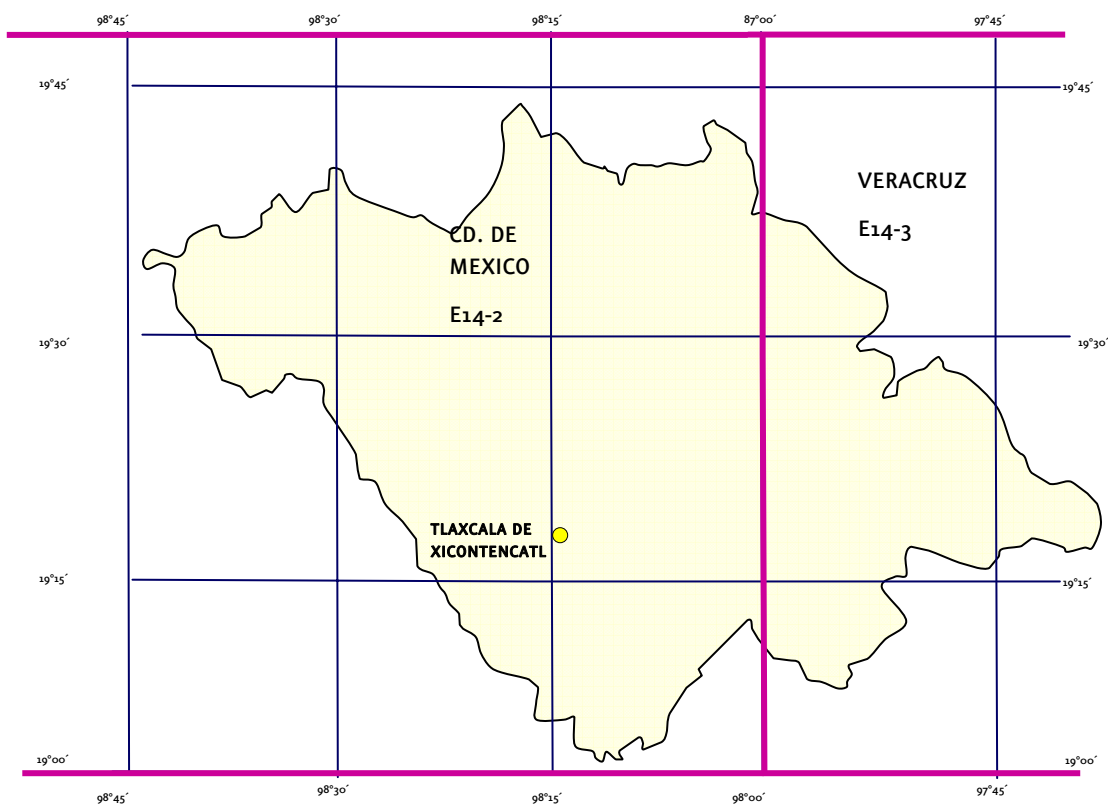 98°45´ 98°30´ 98°15´ 87°00´ 97°45´
19°45´ 19°45´
VERACRUZ
E14-3
CD. DE
MEXICO
E14-2
19°30´ 19°30´
TLAXCALA DE
XICONTENCATL
19°15´ 19°15´
19°00´ 19°00´
98°45´ 98°30´ 98°15´ 98°00´ 97°45´